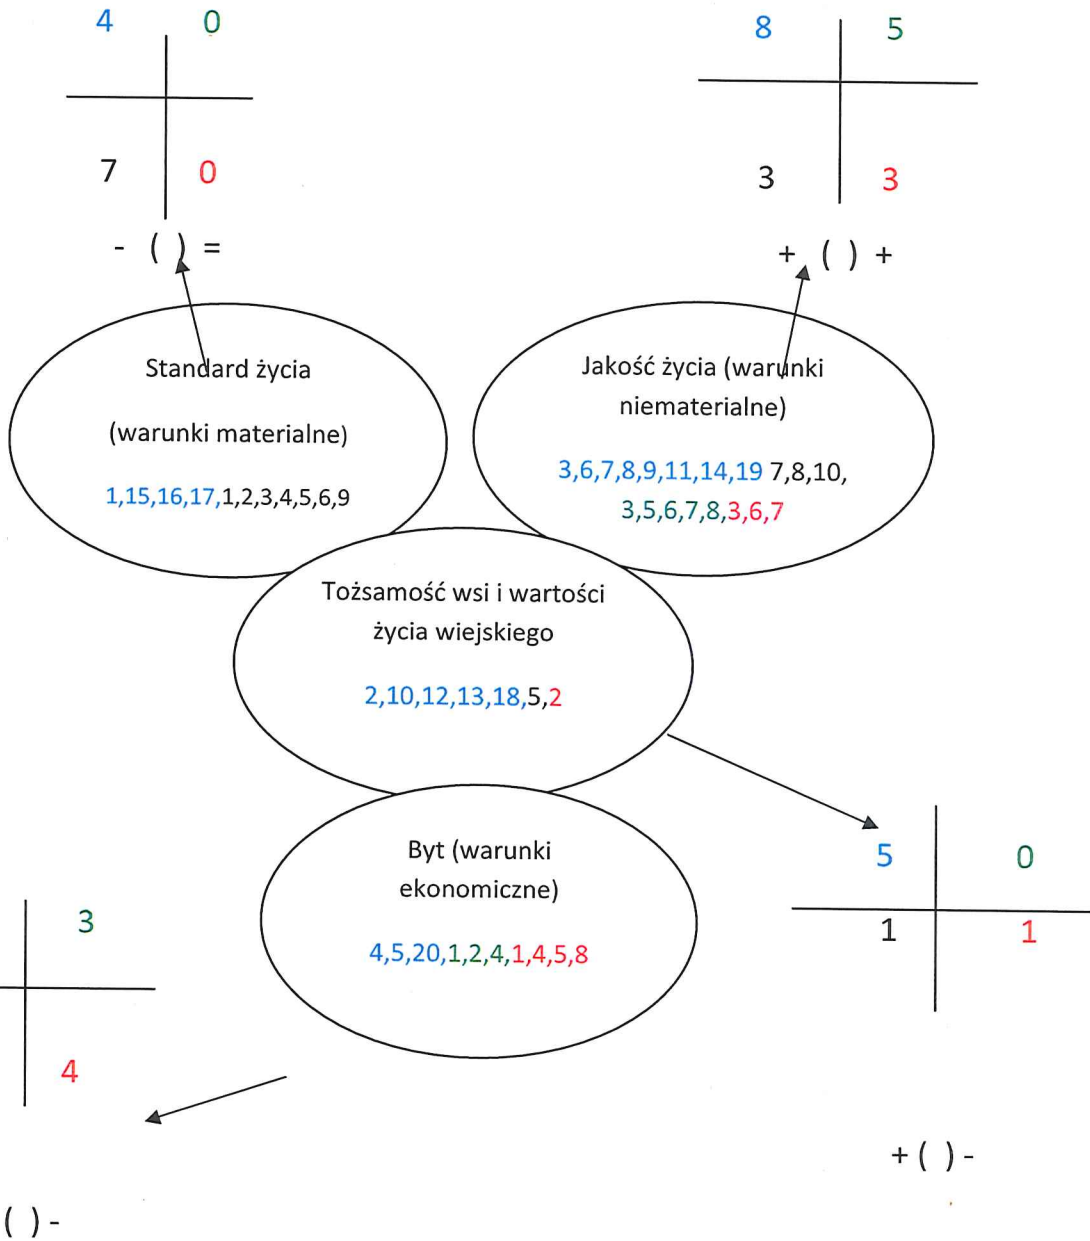 4 0
7 0
- ( ) =
8 5
3 3
+ ( ) +
Standard życia
(warunki materialne)
1,15,16,17,1,2,3,4,5,6,9
Jakość życia (warunki
niematerialne)
3,6,7,8,9,11,14,19 7,8,10,
3,5,6,7,8,3,6,7
Tożsamość wsi i wartości
życia wiejskiego
2,10,12,13,18,5,2
5 0
1 1
+ ( ) -
Byt (warunki
ekonomiczne)
4,5,20,1,2,4,1,4,5,8
3
4
( ) -